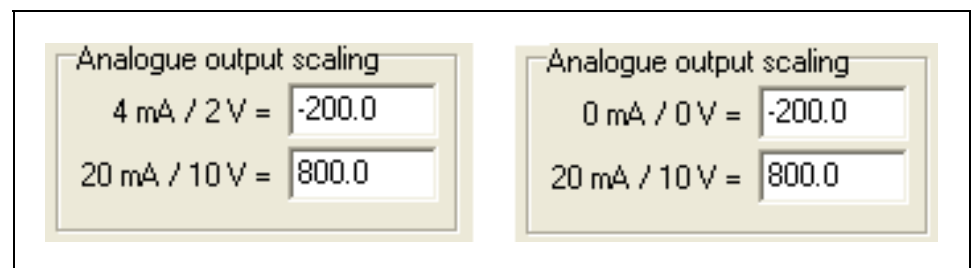 Analogue output scaling
4 mA / 2 V = -200.0
20 mA / 10 V = 800.0
Analogue output scaling
0 mA / 0 V = -200.0
20 mA / 10 V = 800.0